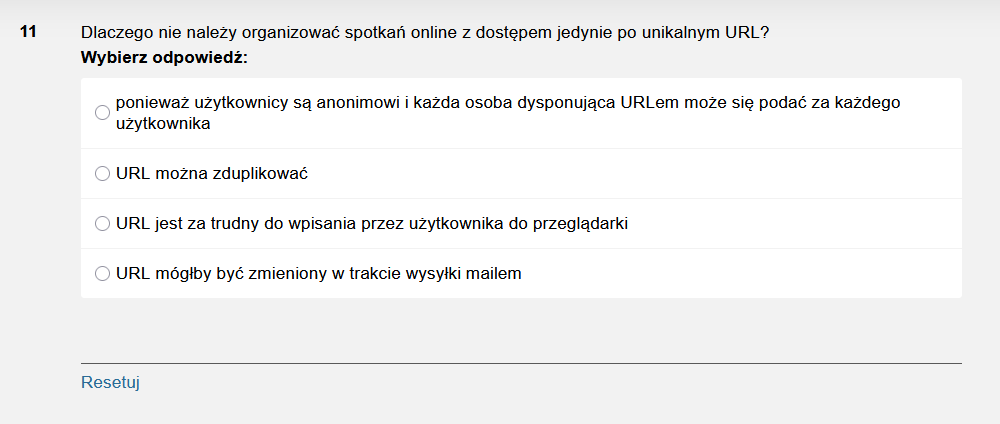 11
Dlaczego nie należy organizować spotkań online z dostępem jedynie po unikalnym URL?
Wybierz odpowiedź:
ponieważ użytkownicy są anonimowi i każda osoba dysponująca URLem może się podać za każdego
użytkownika
URL można zduplikować
URL jest za trudny do wpisania przez użytkownika do przeglądarki
URL mógłby być zmieniony w trakcie wysyłki mailem
Resetuj